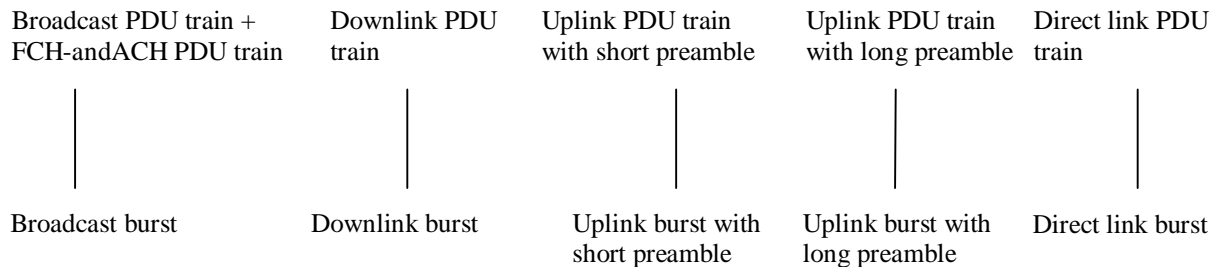 Broadcast PDU train +
FCH-andACH PDU train
Downlink PDU
train
Uplink PDU train
with short preamble
Uplink PDU train
with long preamble
Direct link PDU
train
Broadcast burst
Downlink burst
Uplink burst with
short preamble
Uplink burst with
long preamble
Direct link burst